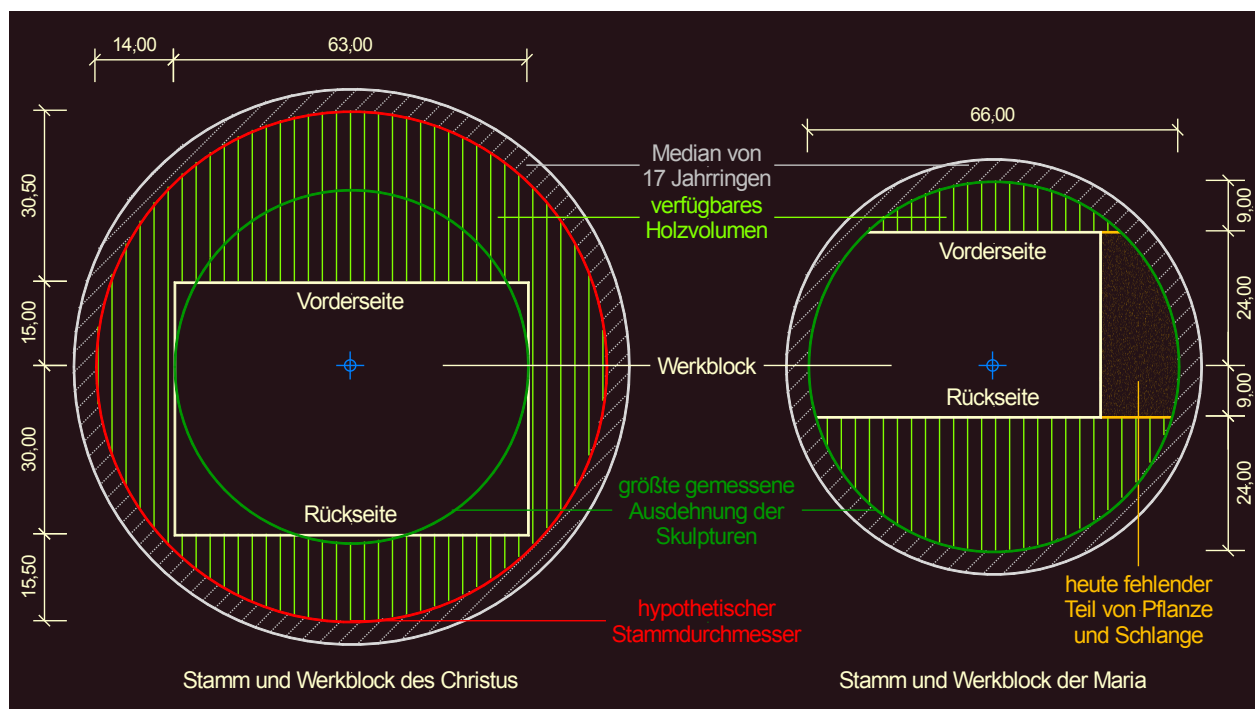 14,00
63,00
30,50
15,00
30,00
15,50
Vorderseite
Rückseite
Median von
17 Jahrringen
verfügbares
Holzvolumen
Werkblock
größte gemessene
Ausdehnung der
Skulpturen
hypothetischer
Stammdurchmesser
66,00
9,00
24,00
9,00
24,00
Vorderseite
Rückseite
heute fehlender
Teil von Pflanze
und Schlange
Stamm und Werkblock des Christus
Stamm und Werkblock der Maria